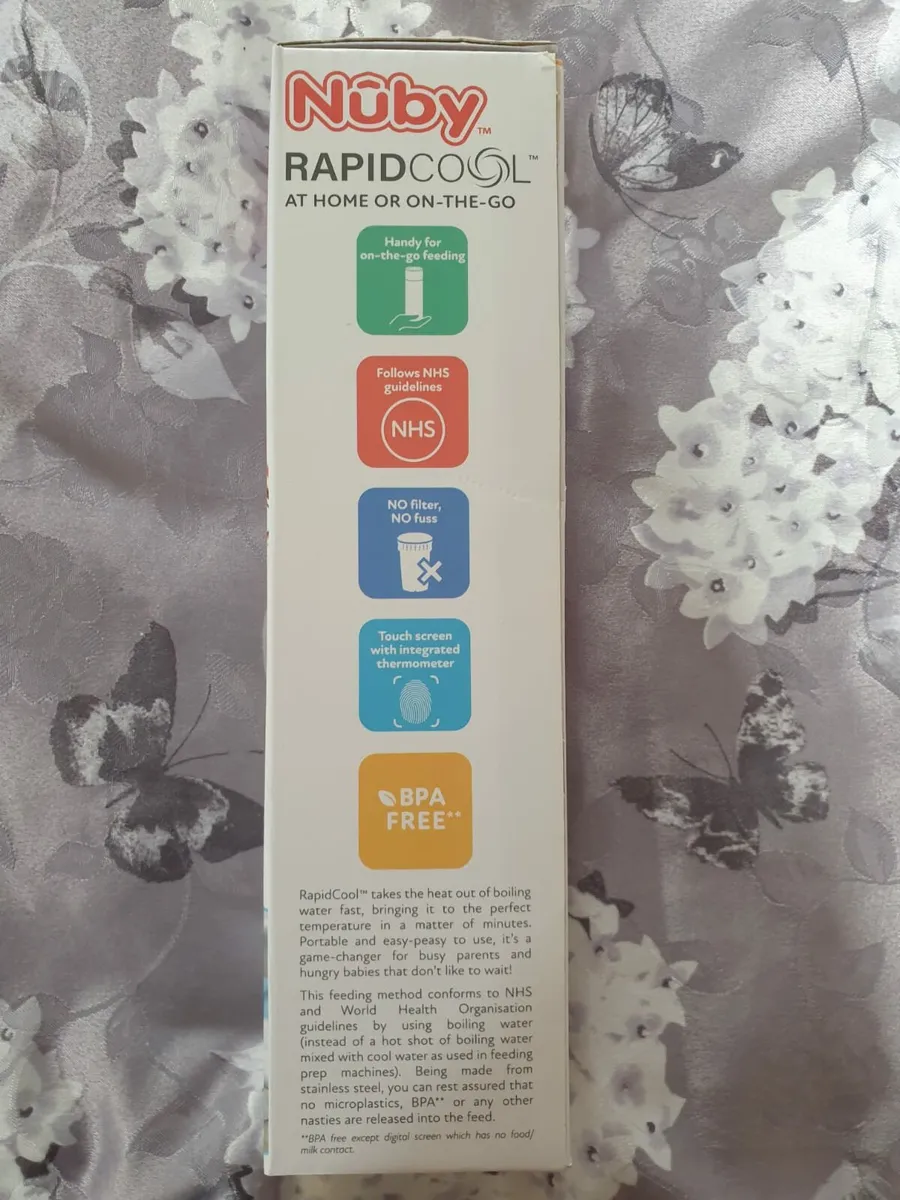 Nûby™
RAPIDCOOL™
AT HOME OR ON-THE-GO
Handy for
on-the-go feeding
Follows NHS
guidelines
NHS
NO filter,
NO fuss
Touch screen
with integrated
thermometer
BPA
FREE**
RapidCool™ takes the heat out of boiling
water fast, bringing it to the perfect
temperature in a matter of minutes.
Portable and easy-peasy to use, it's a
game-changer for busy parents and
hungry babies that don't like to wait!
This feeding method conforms to NHS
and World Health Organisation
guidelines by using boiling water
(instead of a hot shot of boiling water
mixed with cool water as used in feeding
prep machines). Being made from
stainless steel, you can rest assured that
no microplastics, BPA** or any other
nasties are released into the feed.
**BPA free except digital screen which has no food/
milk contact.